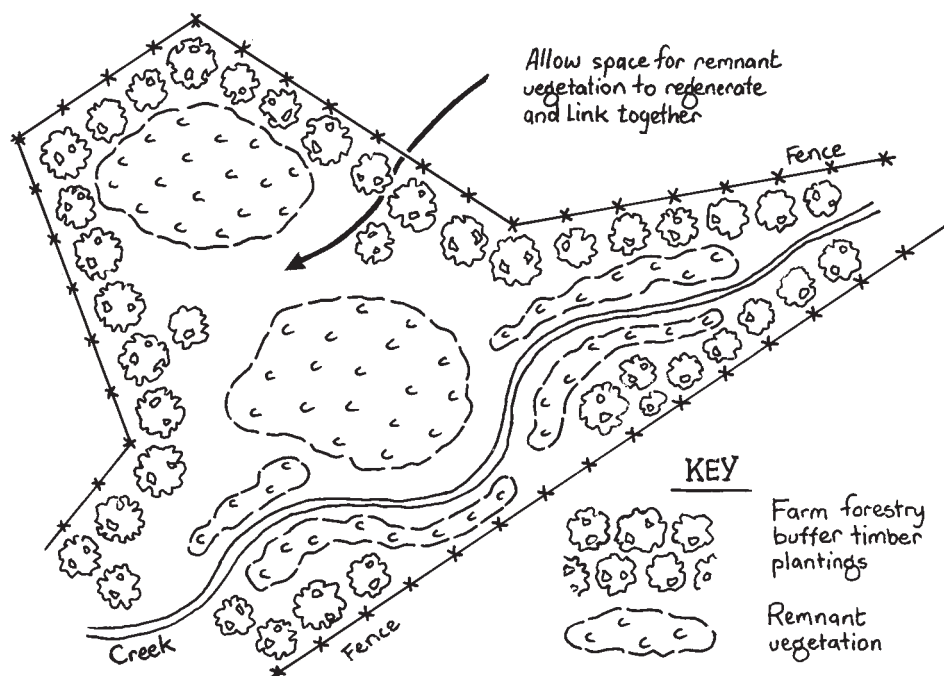 Allow space for remnant
vegetation to regenerate
and link together
Fence
KEY
Farm forestry
buffer timber
plantings
Remnant
vegetation
Fence
Creek